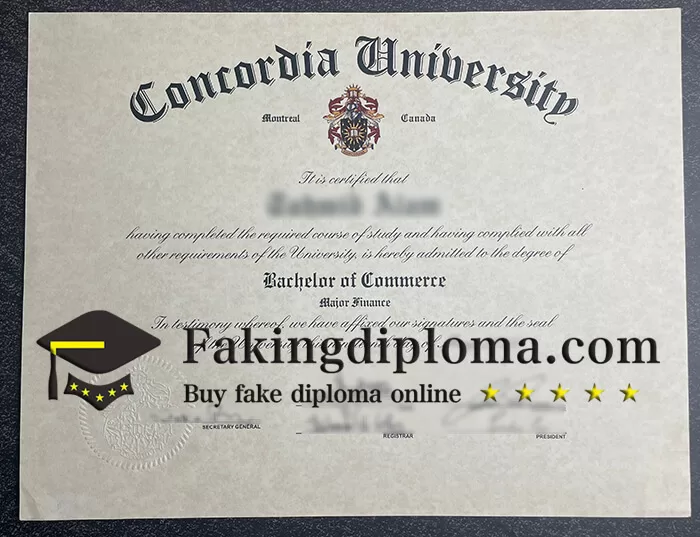 Concordia University
Montreal Canada
It is certified that
having completed the required course of study and having complied with all
other requirements of the University, is hereby admitted to the degree of
Bachelor of Commerce
Major Finance
In testimony whereof, we have affixed our signatures and the seal
Fakingdiploma.com
Buy fake diploma online
SECRETARY GENERAL
REGISTRAR
PRESIDENT